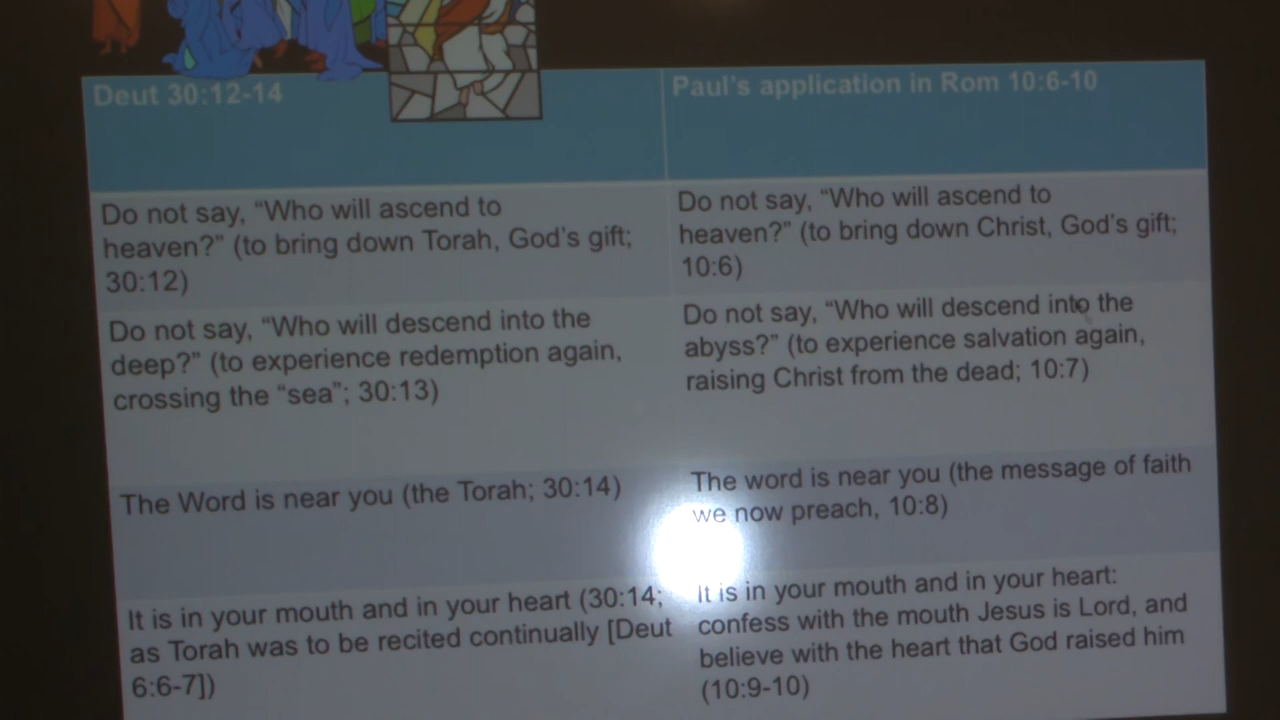 Deut 30:12-14
Paul's application in Rom 10:6-10
Do not say, “Who will ascend to
heaven?” (to bring down Torah, God's gift;
30:12)
Do not say, “Who will ascend to
heaven?” (to bring down Christ, God's gift;
10:6)
Do not say, “Who will descend into the
deep?” (to experience redemption again,
crossing the “sea”; 30:13)
Do not say, “Who will descend into the
abyss?” (to experience salvation again,
raising Christ from the dead; 10:7)
The Word is near you (the Torah; 30:14)
The word is near you (the message of faith
we now preach, 10:8)
It is in your mouth and in your heart (30:14;
as Torah was to be recited continually [Deut
6:6-7])
It is in your mouth and in your heart:
confess with the mouth Jesus is Lord, and
believe with the heart that God raised him
(10:9-10)